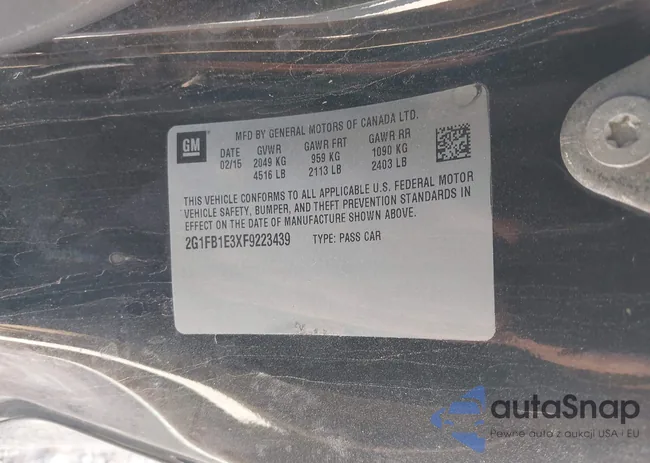 MFD BY GENERAL MOTORS OF CANADA LTD.
GM
DATE GVWR GAWR FRT GAWR RR
02/15 2049 KG 959 KG 1090 KG
4516 LB 2113 LB 2403 LB
THIS VEHICLE CONFORMS TO ALL APPLICABLE U.S. FEDERAL MOTOR
VEHICLE SAFETY, BUMPER, AND THEFT PREVENTION STANDARDS IN
EFFECT ON THE DATE OF MANUFACTURE SHOWN ABOVE.
2G1FB1E3XF9223439 TYPE: PASS CAR
autaSnap
Pewne auta z aukcji USA i EU